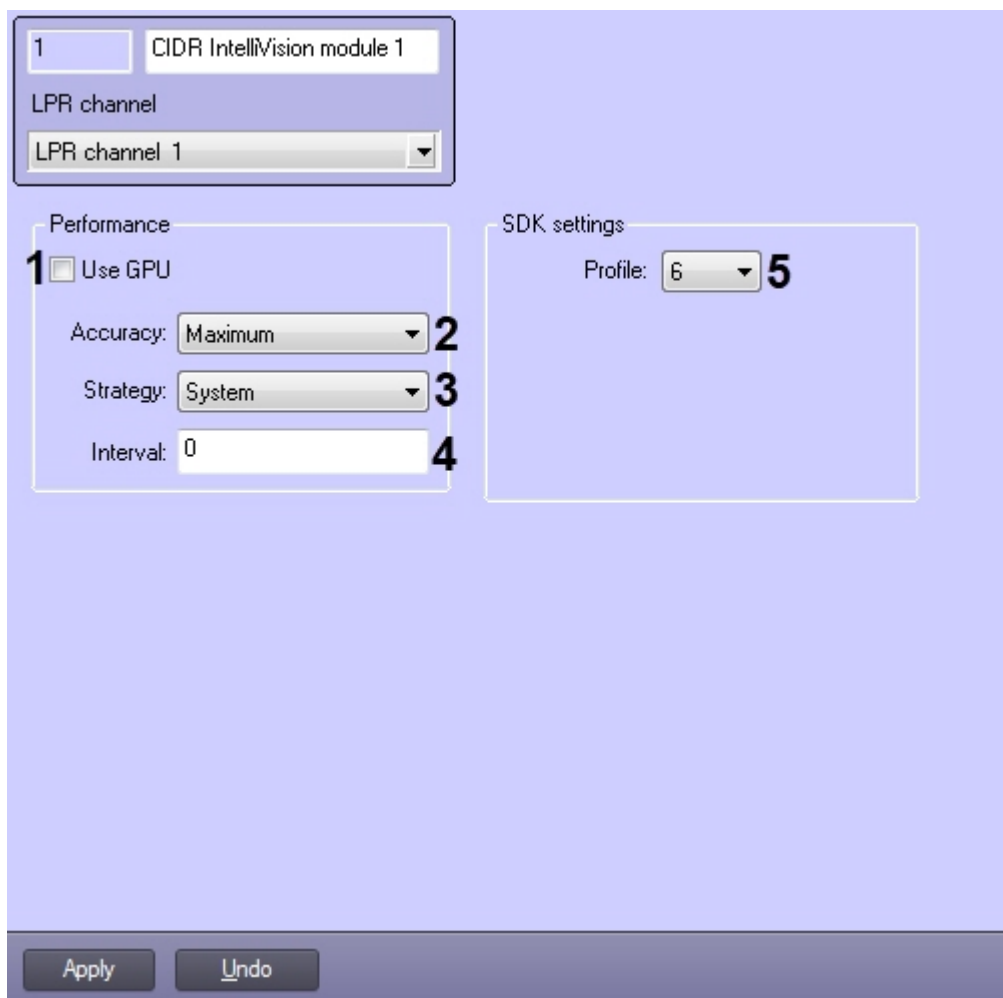 1 CIDR IntelliVision module 1
LPR channel
LPR channel 1
Performance
SDK settings
1 Use GPU
Profile: 6 5
Accuracy: Maximum 2
Strategy: System 3
Interval: 0 4
Apply Undo